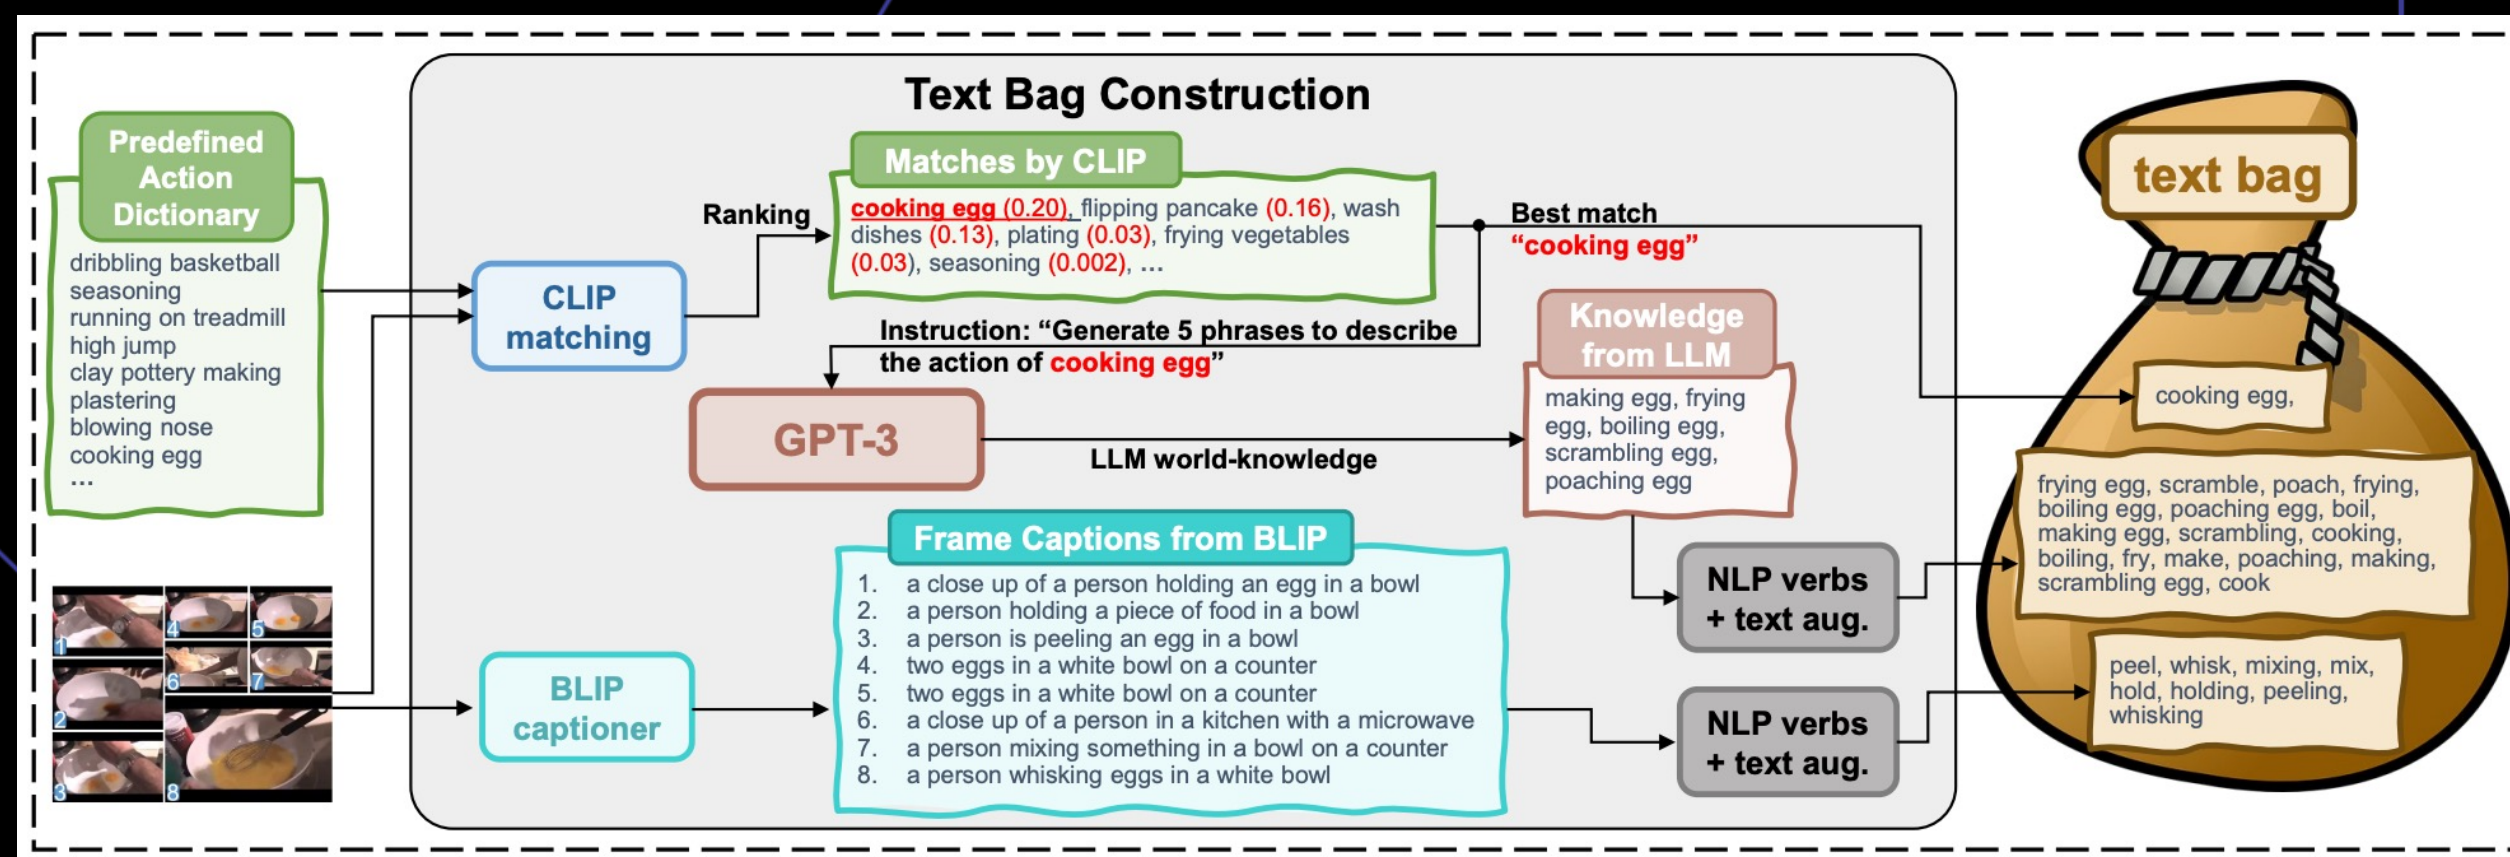 Text Bag Construction
Predefined
Action
Dictionary
dribbling basketball
seasoning
running on treadmill
high jump
clay pottery making
plastering
blowing nose
cooking egg
...
1
2
3
4
5
6
7
8
CLIP
matching
Ranking
Matches by CLIP
cooking egg (0.20), flipping pancake (0.16), wash
dishes (0.13), plating (0.03), frying vegetables
(0.03), seasoning (0.002), ...
Best match
“cooking egg”
Instruction: “Generate 5 phrases to describe
the action of cooking egg”
GPT-3
LLM world-knowledge
Knowledge
from LLM
making egg, frying
egg, boiling egg,
scrambling egg,
poaching egg
BLIP
captioner
Frame Captions from BLIP
1. a close up of a person holding an egg in a bowl
2. a person holding a piece of food in a bowl
3. a person is peeling an egg in a bowl
4. two eggs in a white bowl on a counter
5. two eggs in a white bowl on a counter
6. a close up of a person in a kitchen with a microwave
7. a person mixing something in a bowl on a counter
8. a person whisking eggs in a white bowl
NLP verbs
+ text aug.
NLP verbs
+ text aug.
text bag
cooking egg,
frying egg, scramble, poach, frying,
boiling egg, poaching egg, boil,
making egg, scrambling, cooking,
boiling, fry, make, poaching, making,
scrambling egg, cook
peel, whisk, mixing, mix,
hold, holding, peeling,
whisking